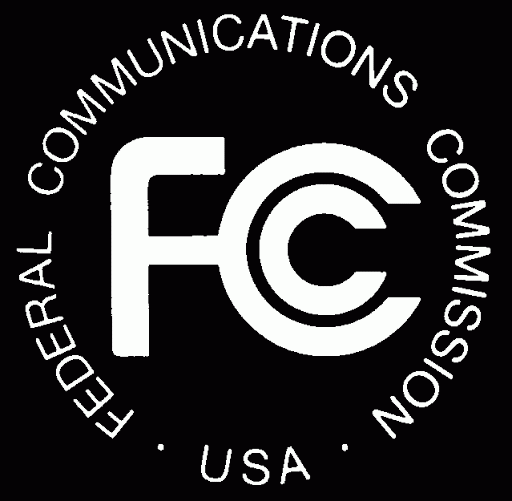 FEDERAL COMMUNICATIONS COMMISSION
FCC
· USA ·